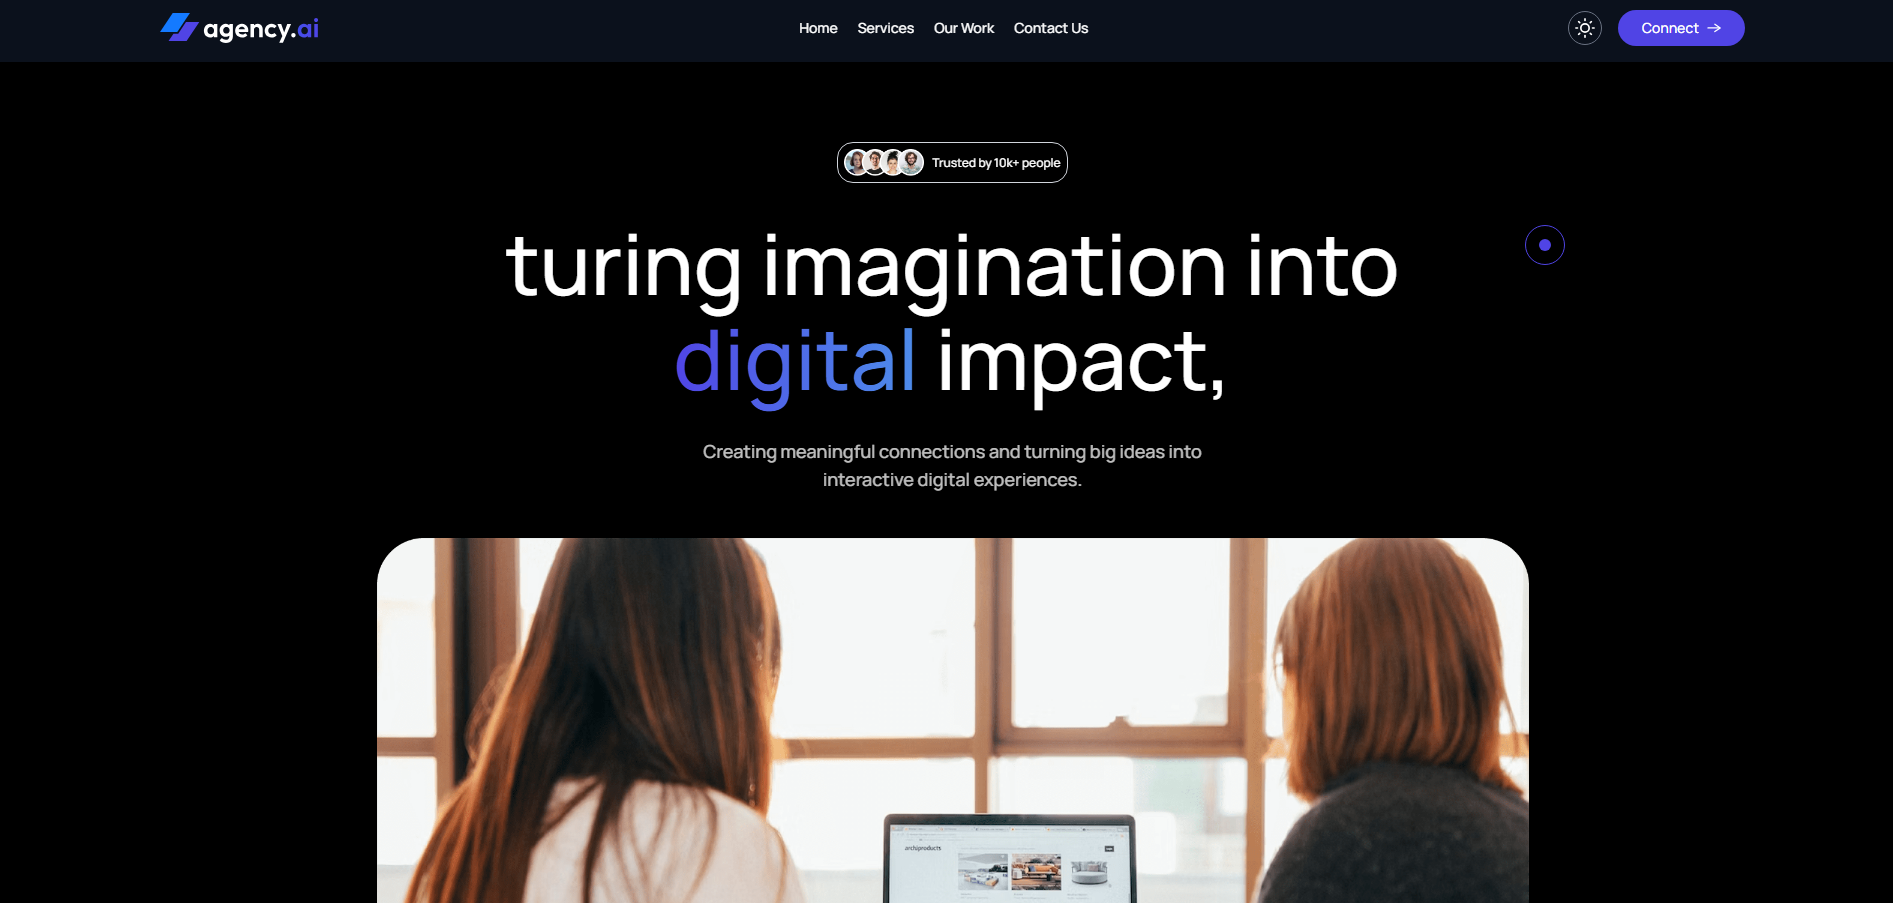 agency.ai
Home
Services
Our Work
Contact Us
Connect
Trusted by 10k+ people
turing imagination into
digital impact,
Creating meaningful connections and turning big ideas into
interactive digital experiences.
archiproducts